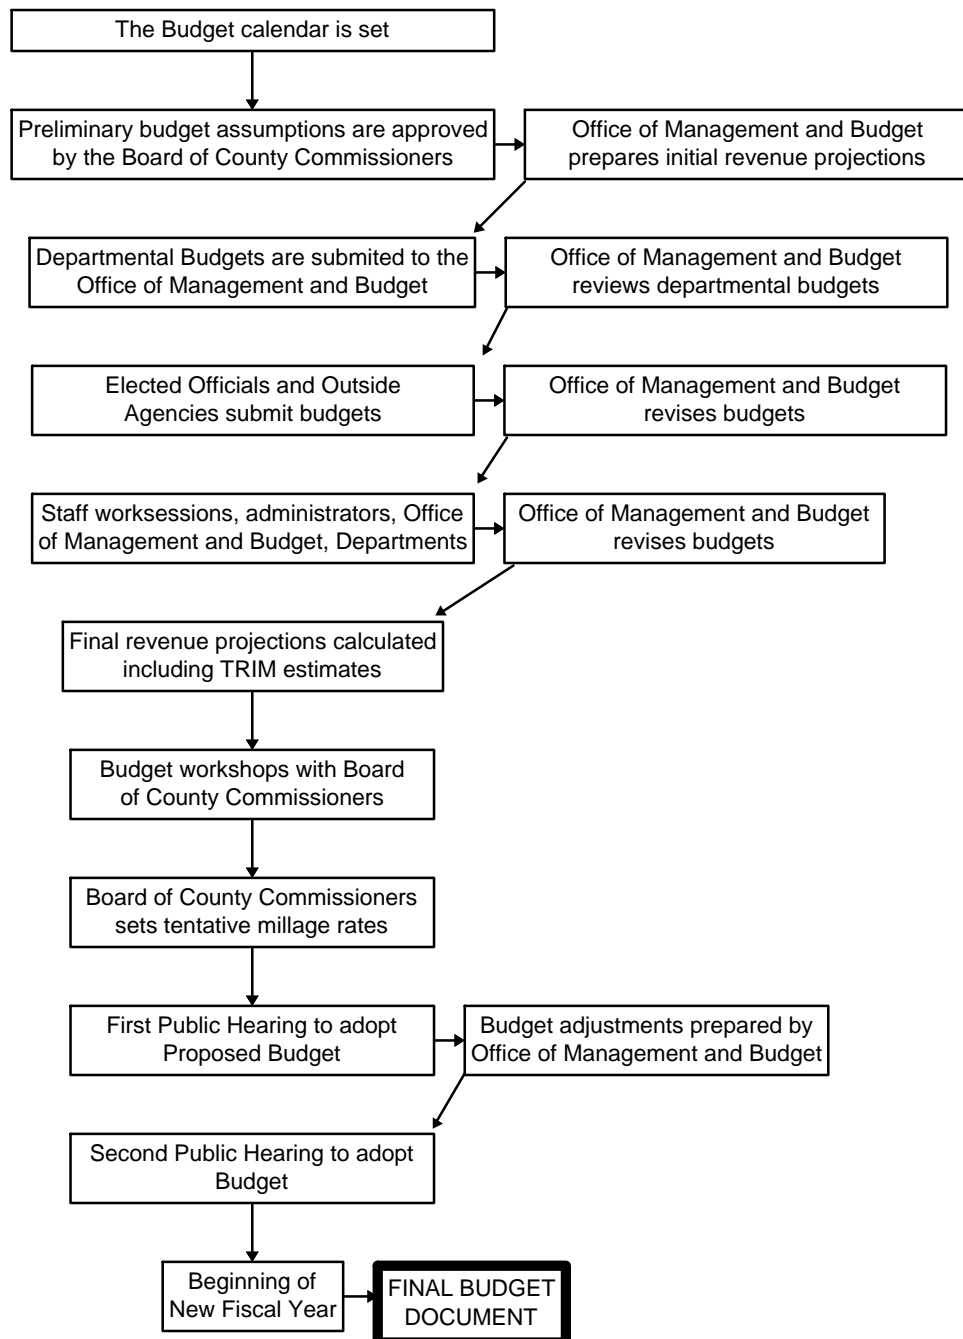 The Budget calendar is set
Preliminary budget assumptions are approved
by the Board of County Commissioners
Office of Management and Budget
prepares initial revenue projections
Departmental Budgets are submited to the
Office of Management and Budget
Office of Management and Budget
reviews departmental budgets
Elected Officials and Outside
Agencies submit budgets
Office of Management and Budget
revises budgets
Staff worksessions, administrators, Office
of Management and Budget, Departments
Office of Management and Budget
revises budgets
Final revenue projections calculated
including TRIM estimates
Budget workshops with Board
of County Commissioners
Board of County Commissioners
sets tentative millage rates
First Public Hearing to adopt
Proposed Budget
Budget adjustments prepared by
Office of Management and Budget
Second Public Hearing to adopt
Budget
Beginning of
New Fiscal Year
FINAL BUDGET
DOCUMENT